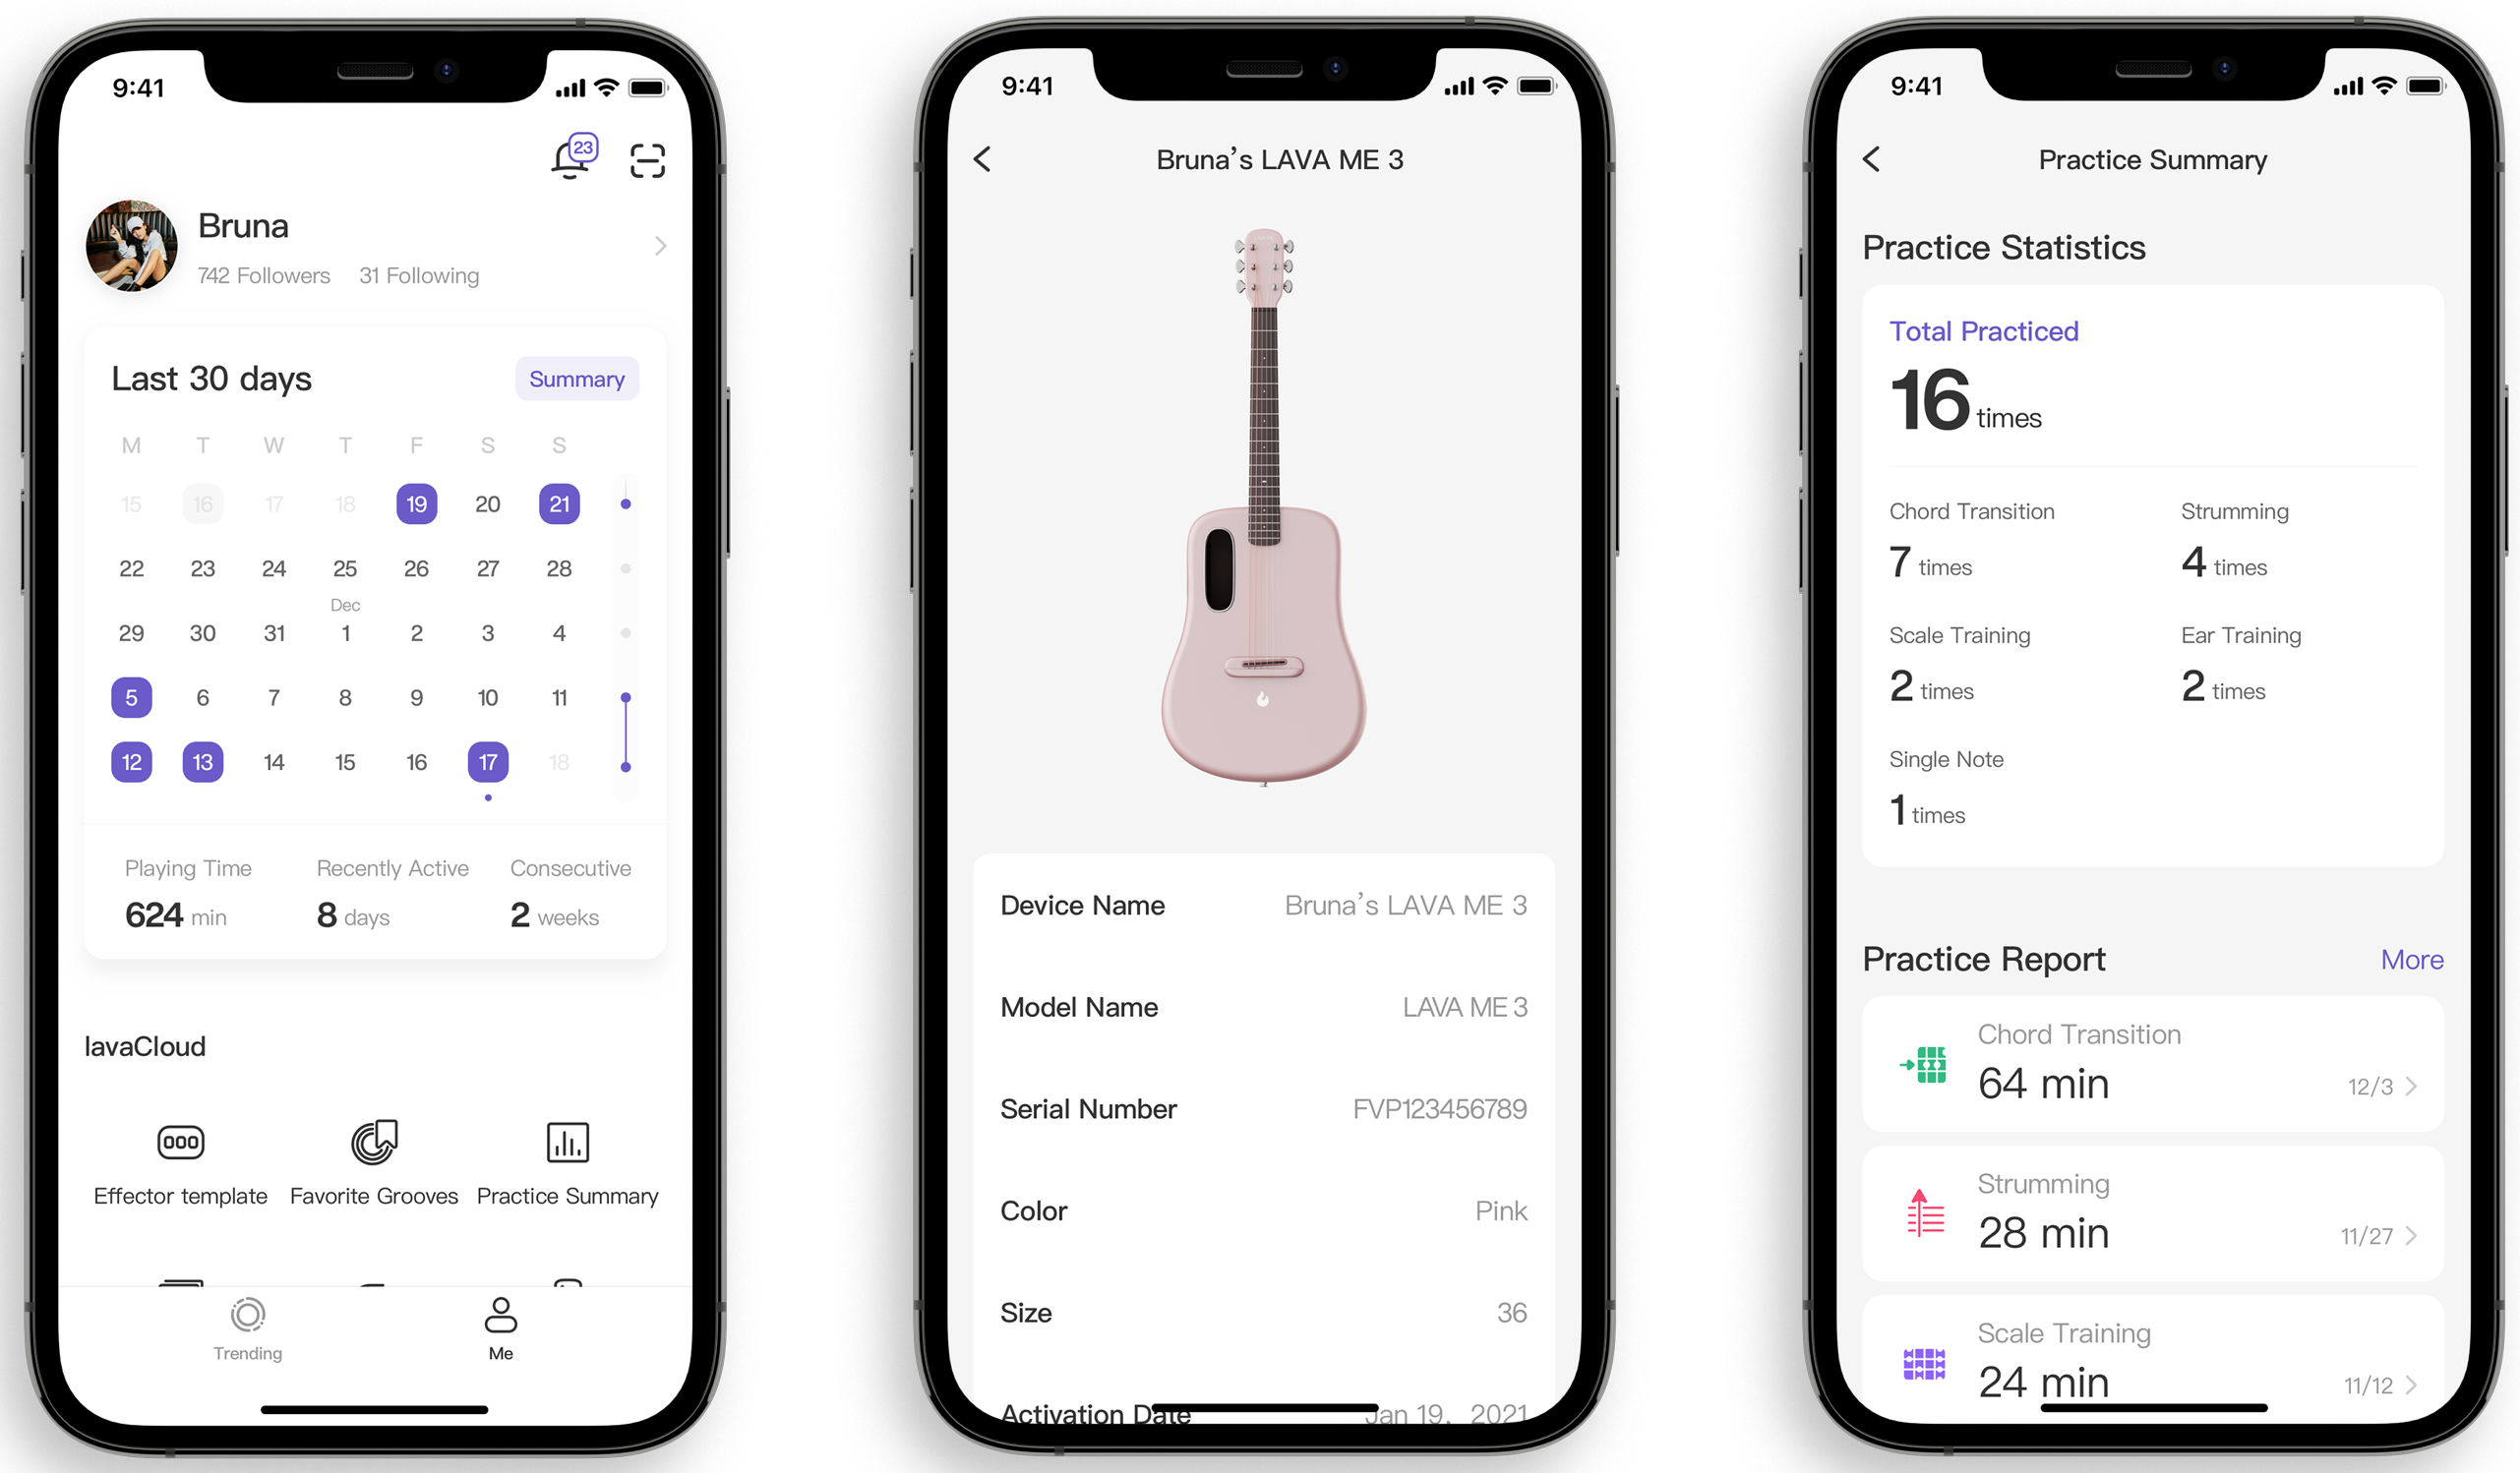 9:41
23
Bruna
742 Followers 31 Following
Last 30 days Summary
M T W T F S S
15 16 17 18 19 20 21
22 23 24 25 26 27 28
Dec
29 30 31 1 2 3 4
5 6 7 8 9 10 11
12 13 14 15 16 17 18
Playing Time Recently Active Consecutive
624 min 8 days 2 weeks
lavaCloud
Effector template Favorite Grooves Practice Summary
Trending Me
9:41
Bruna’s LAVA ME 3
Device Name Bruna’s LAVA ME 3
Model Name LAVA ME 3
Serial Number FVP123456789
Color Pink
Size 36
Activation Date Jan 19, 2021
9:41
Practice Summary
Practice Statistics
Total Practiced
16 times
Chord Transition Strumming
7 times 4 times
Scale Training Ear Training
2 times 2 times
Single Note
1 times
Practice Report More
Chord Transition
64 min 12/3
Strumming
28 min 11/27
Scale Training
24 min 11/12